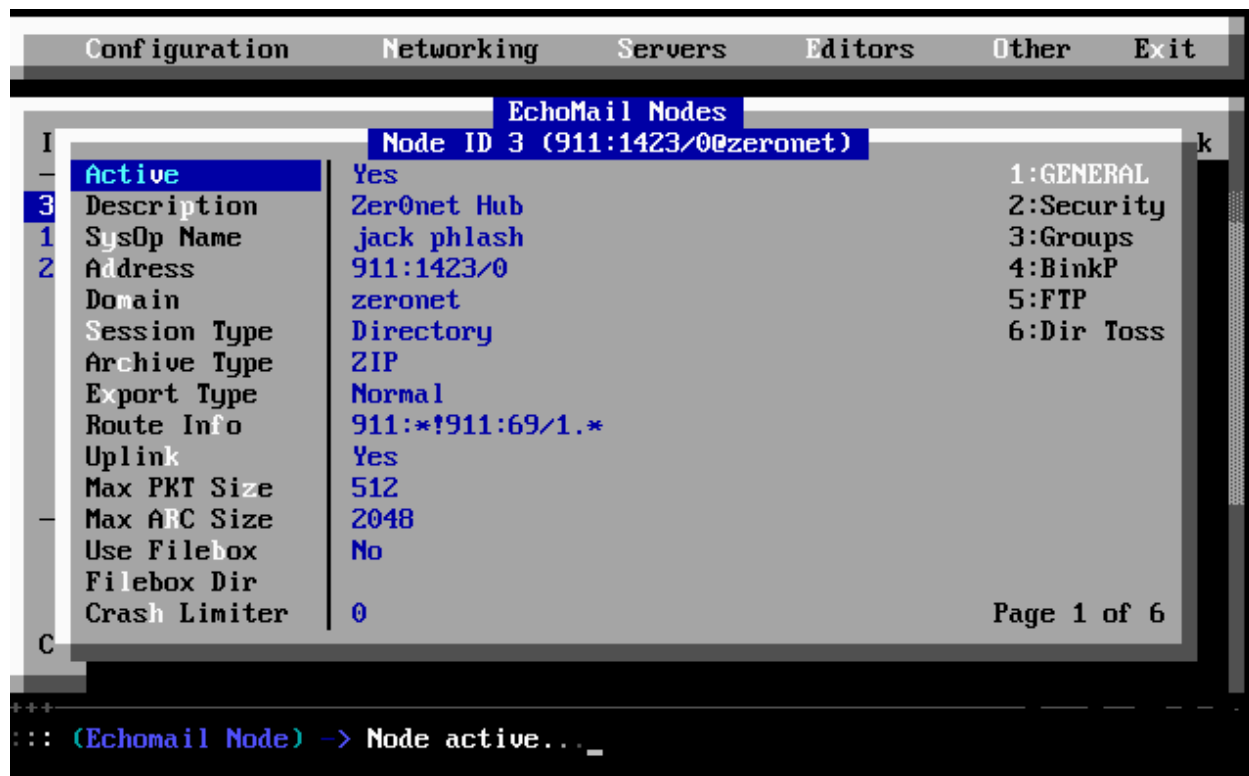 Configuration Networking Servers Editors Other Exit
EchoMail Nodes
I Node ID 3 (911:1423/0@zeronet) k
Active Yes 1:GENERAL
3 Description Zer0net Hub 2:Security
1 SysOp Name jack phlash 3:Groups
2 Address 911:1423/0 4:BinkP
Domain zeronet 5:FTP
Session Type Directory 6:Dir Toss
Archive Type ZIP
Export Type Normal
Route Info 911:*!911:69/1.*
Uplink Yes
Max PKT Size 512
Max ARC Size 2048
Use Filebox No
Filebox Dir
Crash Limiter 0 Page 1 of 6
C
::: (Echomail Node) -> Node active..._